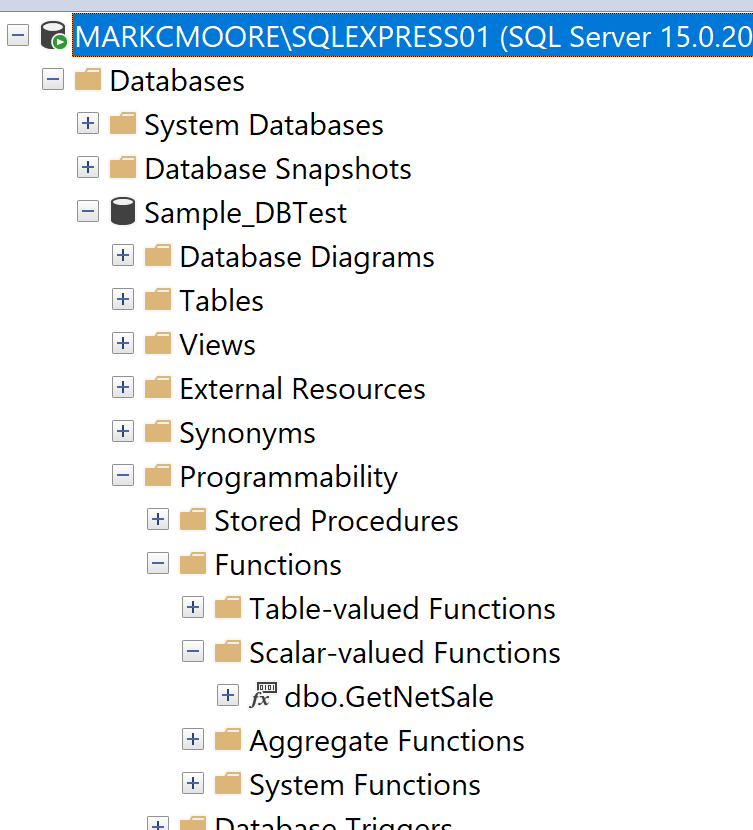 MARKCMOORE\SQLEXPRESS01 (SQL Server 15.0.20
Databases
System Databases
Database Snapshots
Sample_DBTest
Database Diagrams
Tables
Views
External Resources
Synonyms
Programmability
Stored Procedures
Functions
Table-valued Functions
Scalar-valued Functions
dbo.GetNetSale
Aggregate Functions
System Functions
Database Triggers